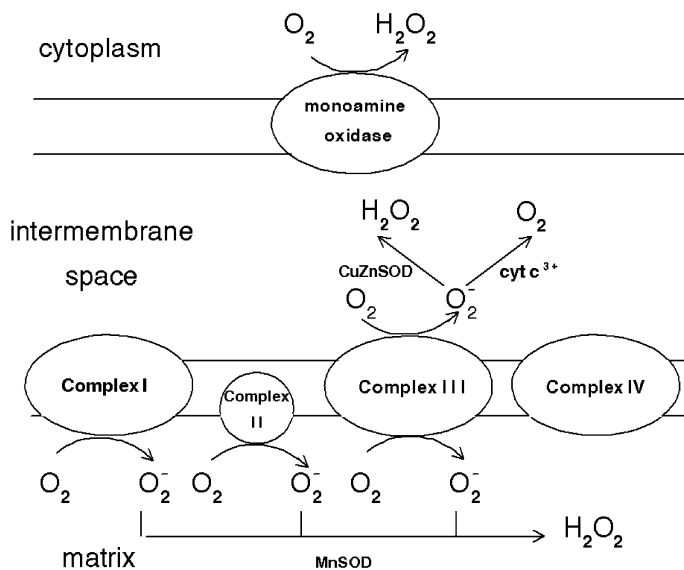 O₂ H₂O₂
cytoplasm
monoamine
oxidase
H₂O₂ O₂
intermembrane
space
CuZnSOD cyt c ³⁺
O₂ O₂⁻
Complex I
Complex
II
Complex III
Complex IV
O₂ O₂⁻ O₂ O₂⁻ O₂ O₂⁻
H₂O₂
matrix
MnSOD